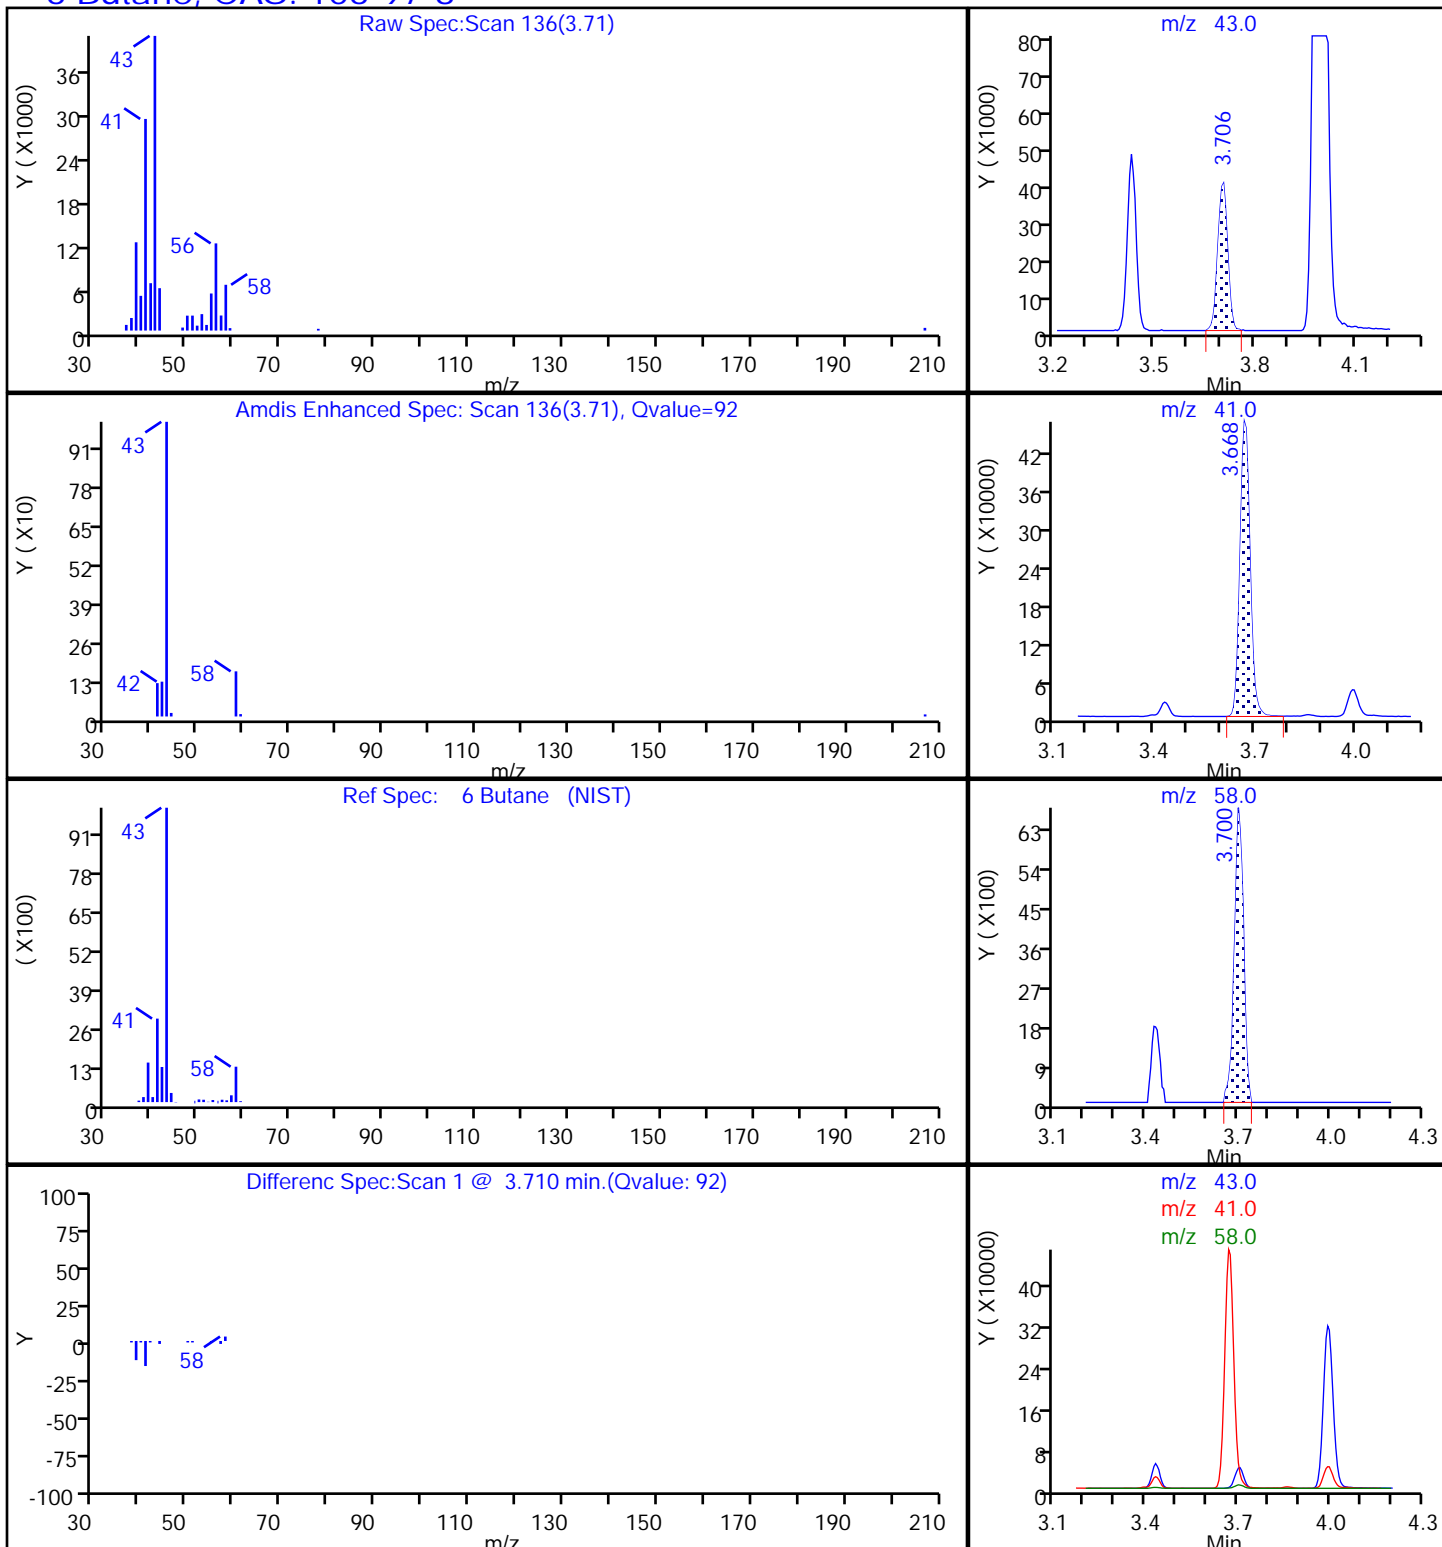 6 Butane, CAS: 106-97-8
Raw Spec:Scan 136(3.71)
Y ( X1000)
36
30
24
18
12
6
0
43
41
56
58
30 50 70 90 110 130 150 170 190 210
m/z
m/z 43.0
Y ( X1000)
80
70
60
50
40
30
20
10
0
3.706
3.2 3.5 3.8 4.1
Min
Amdis Enhanced Spec: Scan 136(3.71), Qvalue=92
Y ( X10)
91
78
65
52
39
26
13
0
43
42
58
30 50 70 90 110 130 150 170 190 210
m/z
m/z 41.0
Y ( X10000)
42
36
30
24
18
12
6
0
3.668
3.1 3.4 3.7 4.0
Min
Ref Spec: 6 Butane (NIST)
( X100)
91
78
65
52
39
26
13
0
43
41
58
30 50 70 90 110 130 150 170 190 210
m/z 58.0
Y ( X100)
63
54
45
36
27
18
9
0
3.700
3.1 3.4 3.7 4.0 4.3
Min
Differenc Spec:Scan 1 @ 3.710 min.(Qvalue: 92)
Y
100
75
50
25
0
-25
-50
-75
-100
58
30 50 70 90 110 130 150 170 190 210
m/z
m/z 43.0
m/z 41.0
m/z 58.0
Y ( X10000)
40
32
24
16
8
0
3.1 3.4 3.7 4.0 4.3
Min